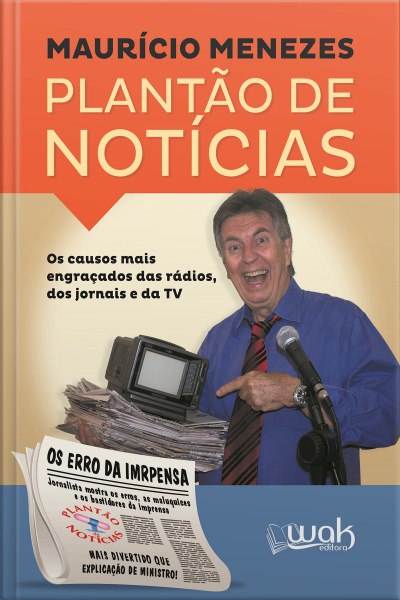 MAURÍCIO MENEZES
PLANTÃO DE
NOTÍCIAS
Os causos mais
engraçados das rádios,
dos jornais e da TV
OS ERRO DA IMRPENSA
Jornalista mostra os erros, as maluquices
e os bastidores da imprensa
PLANTÃO
NOTÍCIAS
MAIS DIVERTIDO QUE
EXPLICAÇÃO DE MINISTRO!
wak
editora